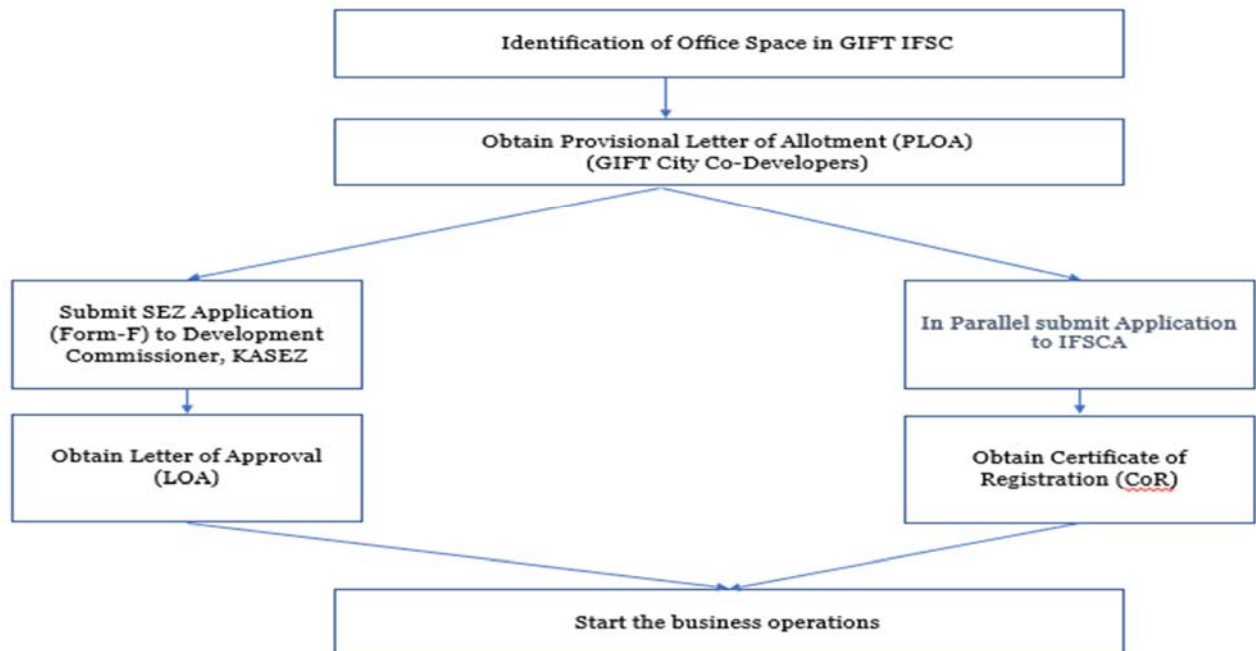 Identification of Office Space in GIFT IFSC
Obtain Provisional Letter of Allotment (PLOA)
(GIFT City Co-Developers)
Submit SEZ Application
(Form-F) to Development
Commissioner, KASEZ
In Parallel submit Application
to IFSCA
Obtain Letter of Approval
(LOA)
Obtain Certificate of
Registration (CoR)
Start the business operations